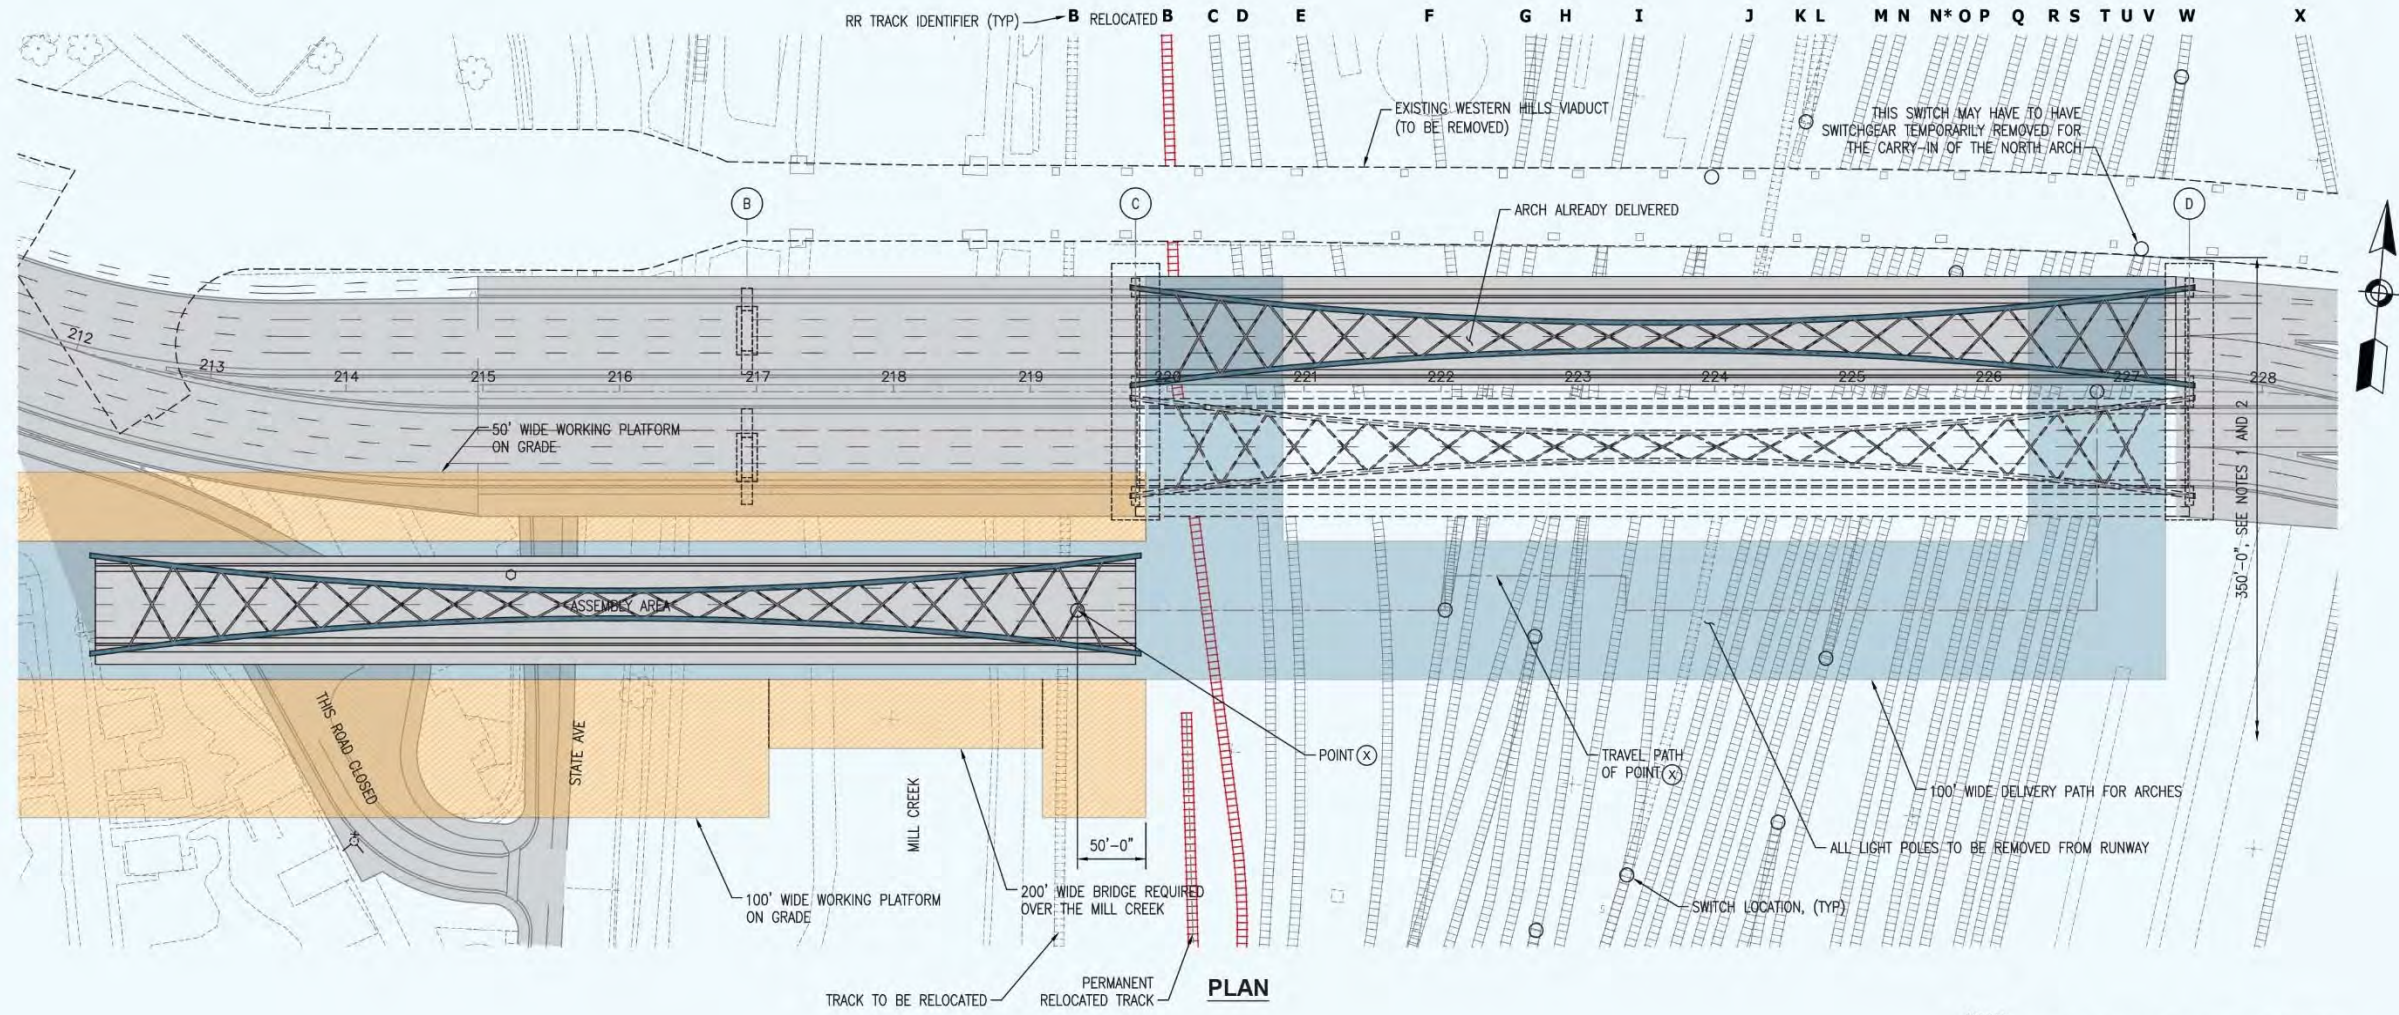 RR TRACK IDENTIFIER (TYP)
B RELOCATED B C D E F G H I J K L M N N* O P Q R S T U V W X
EXISTING WESTERN HILLS VIADUCT
(TO BE REMOVED)
THIS SWITCH MAY HAVE TO HAVE
SWITCHGEAR TEMPORARILY REMOVED FOR
THE CARRY-IN OF THE NORTH ARCH
B
C
D
ARCH ALREADY DELIVERED
212 213 214 215 216 217 218 219 220 221 222 223 224 225 226 227 228
50' WIDE WORKING PLATFORM
ON GRADE
350'-0", SEE NOTES 1 AND 2
ASSEMBLY AREA
THIS ROAD CLOSED
STATE AVE
MILL CREEK
POINT X
TRAVEL PATH
OF POINT X
100' WIDE DELIVERY PATH FOR ARCHES
ALL LIGHT POLES TO BE REMOVED FROM RUNWAY
50'-0"
100' WIDE WORKING PLATFORM
ON GRADE
200' WIDE BRIDGE REQUIRED
OVER THE MILL CREEK
SWITCH LOCATION, (TYP)
TRACK TO BE RELOCATED
PERMANENT
RELOCATED TRACK
PLAN